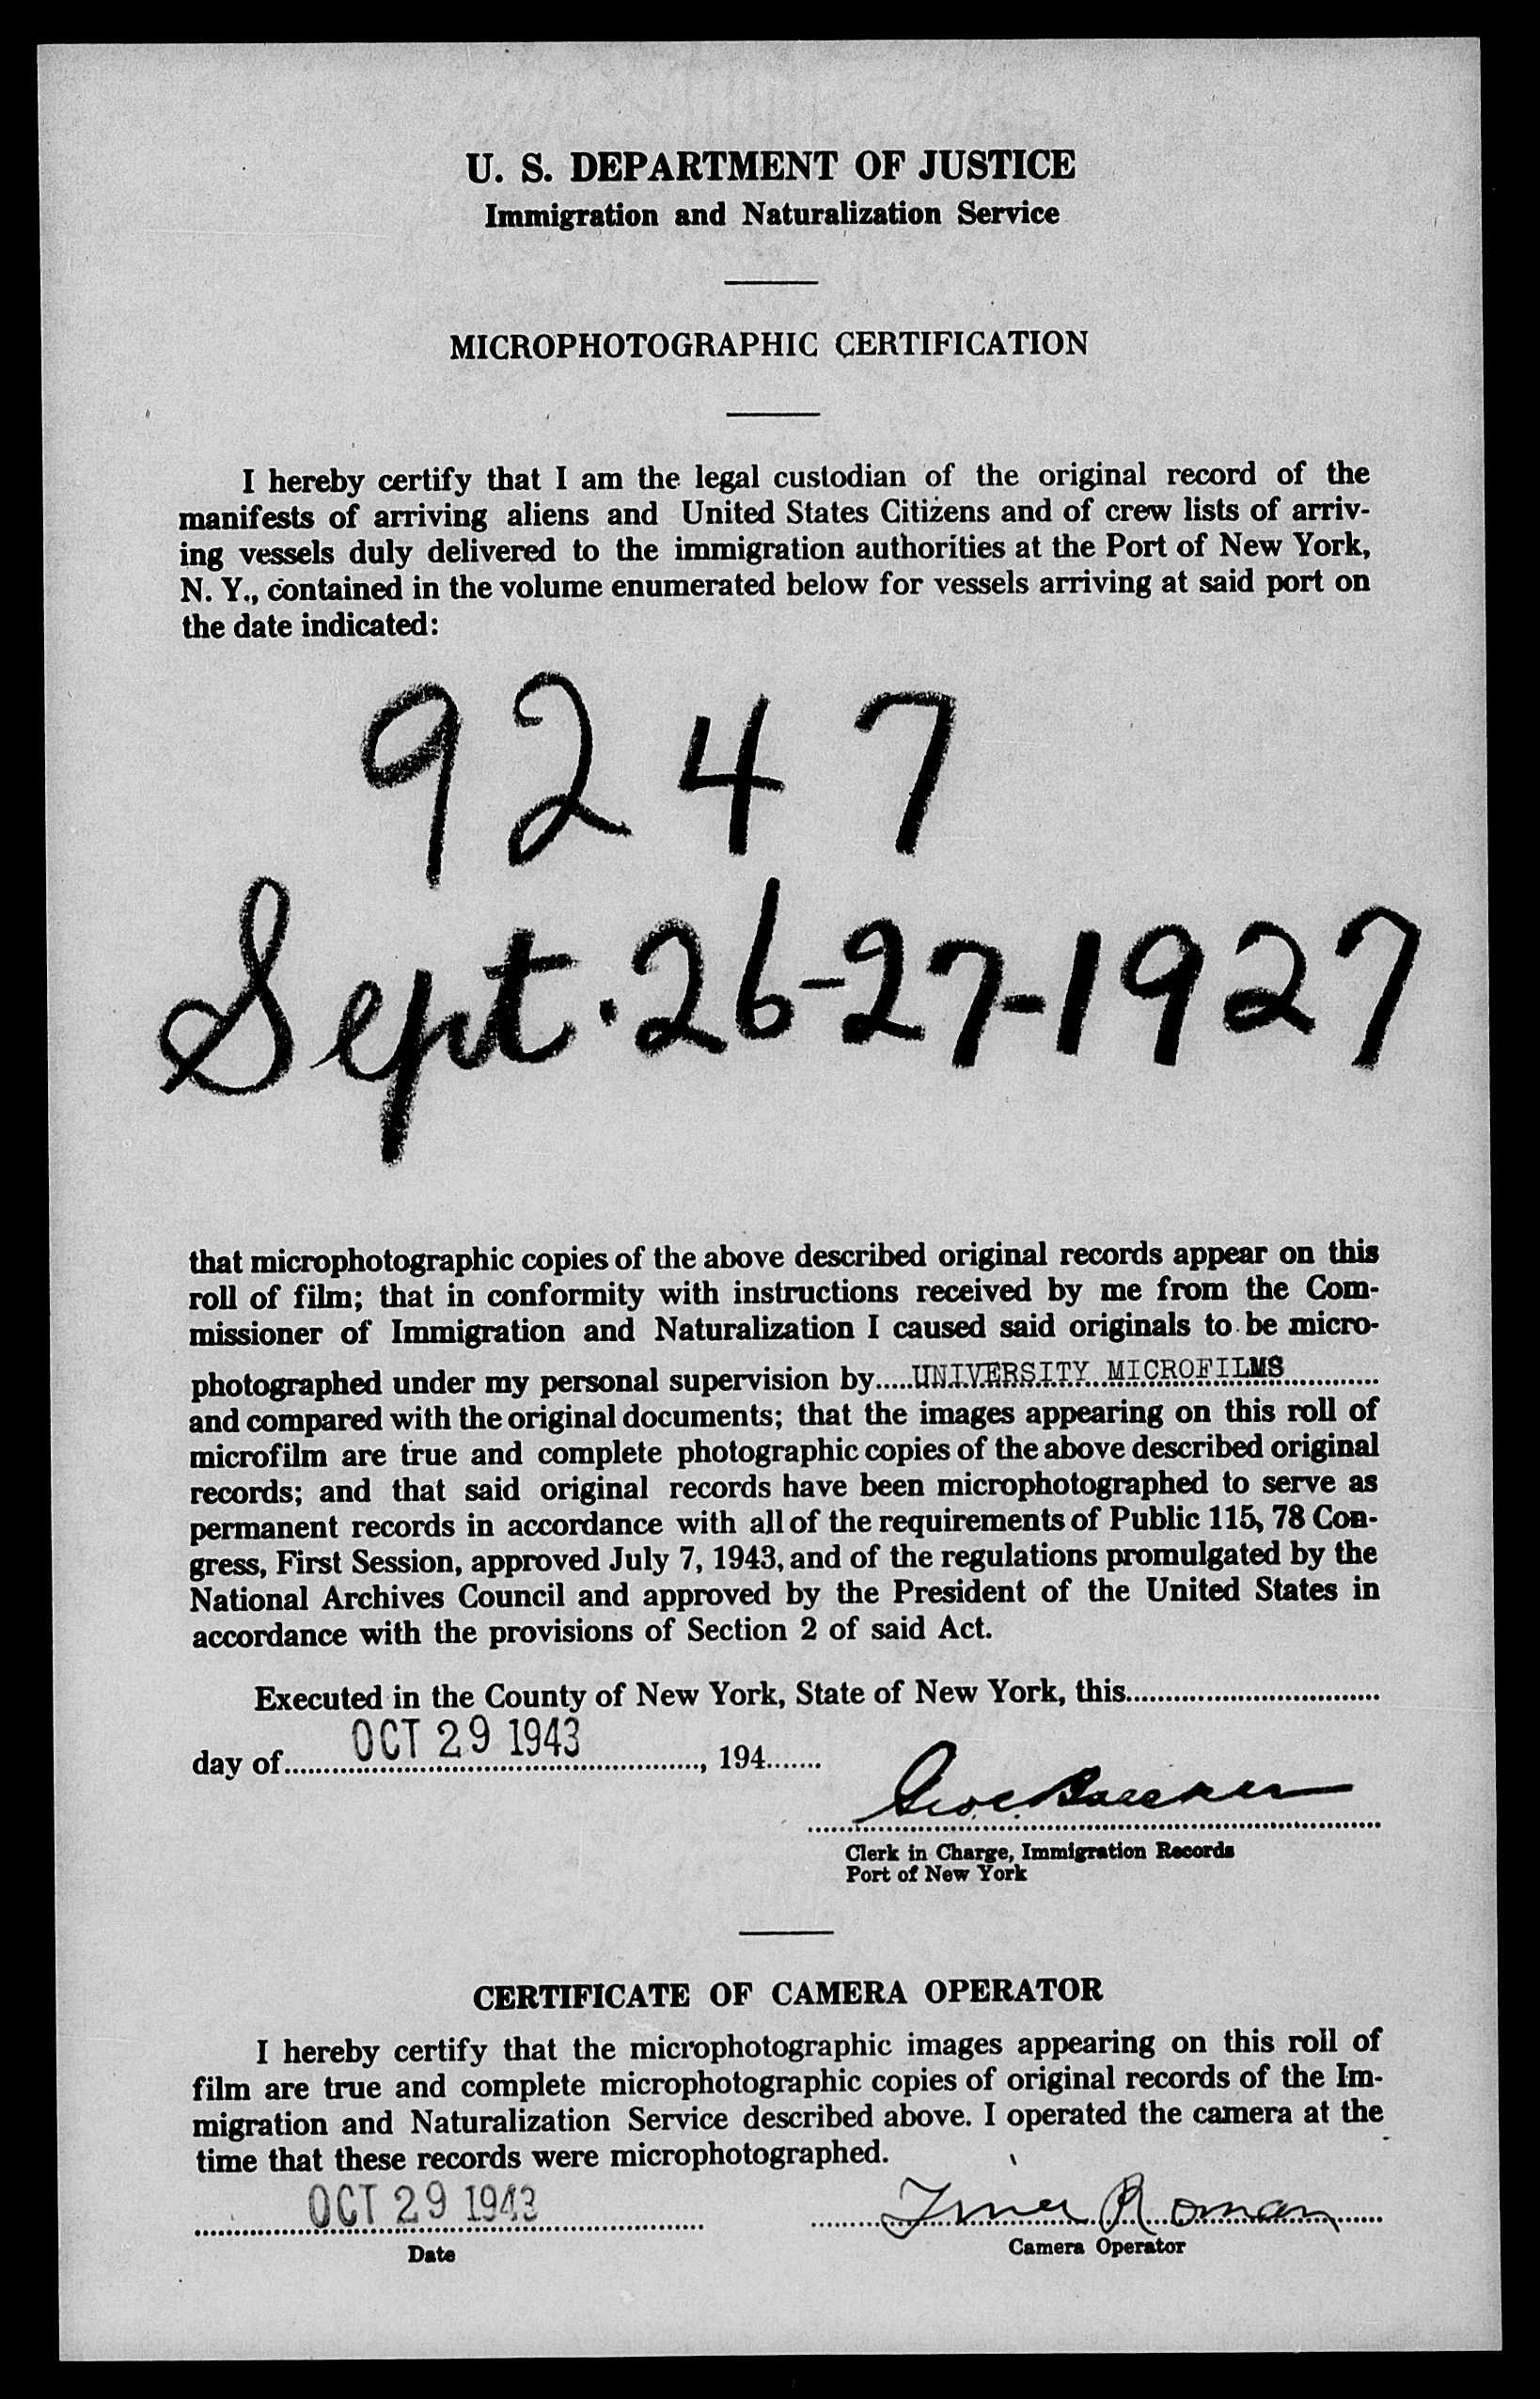 U. S. DEPARTMENT OF JUSTICE
Immigration and Naturalization Service
MICROPHOTOGRAPHIC CERTIFICATION
I hereby certify that I am the legal custodian of the original record of the
manifests of arriving aliens and United States Citizens and of crew lists of arriv-
ing vessels duly delivered to the immigration authorities at the Port of New York,
N. Y., contained in the volume enumerated below for vessels arriving at said port on
the date indicated:
9247
Sept. 26-27-1927
that microphotographic copies of the above described original records appear on this
roll of film; that in conformity with instructions received by me from the Com-
missioner of Immigration and Naturalization I caused said originals to be micro-
photographed under my personal supervision by.....UNIVERSITY MICROFILMS............
and compared with the original documents; that the images appearing on this roll of
microfilm are true and complete photographic copies of the above described original
records; and that said original records have been microphotographed to serve as
permanent records in accordance with all of the requirements of Public 115, 78 Con-
gress, First Session, approved July 7, 1943, and of the regulations promulgated by the
National Archives Council and approved by the President of the United States in
accordance with the provisions of Section 2 of said Act.
Executed in the County of New York, State of New York, this.................................
day of......OCT 29 1943......, 194.......
Clerk in Charge, Immigration Records
Port of New York
CERTIFICATE OF CAMERA OPERATOR
I hereby certify that the microphotographic images appearing on this roll of
film are true and complete microphotographic copies of original records of the Im-
migration and Naturalization Service described above. I operated the camera at the
time that these records were microphotographed.
OCT 29 1943 Roman
Date Camera Operator